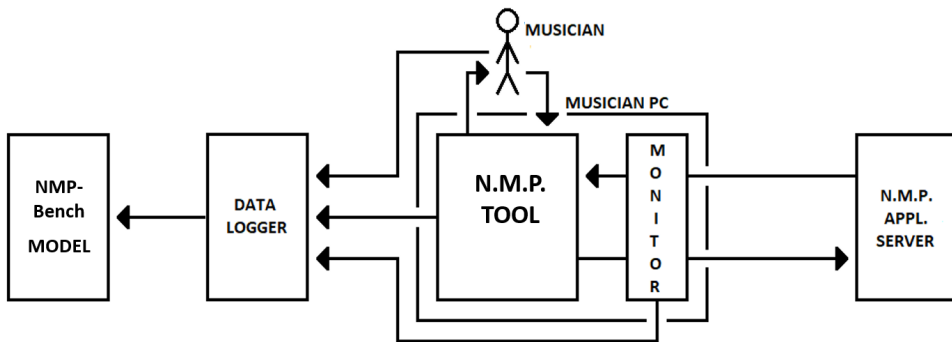 MUSICIAN
MUSICIAN PC
NMP-
Bench
MODEL
DATA
LOGGER
N.M.P.
TOOL
M
O
N
I
T
O
R
N.M.P.
APPL.
SERVER